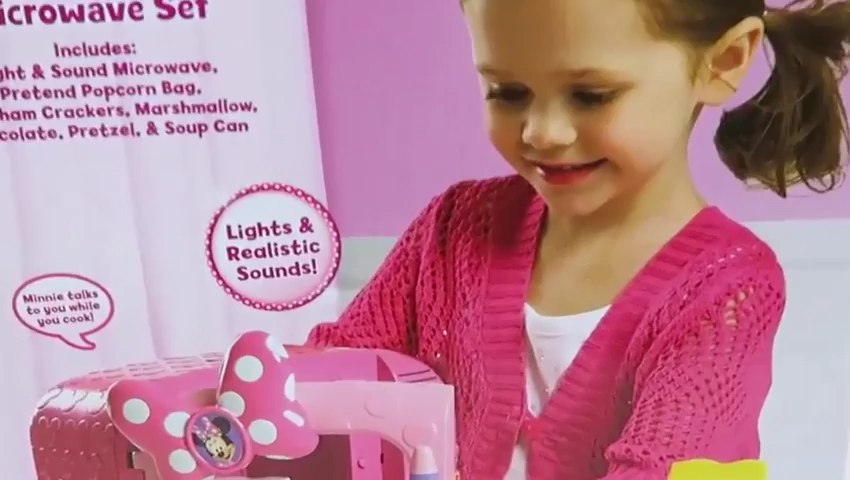 icrowave Set
Includes:
ght & Sound Microwave,
Pretend Popcorn Bag,
ham Crackers, Marshmallow,
colate, Pretzel, & Soup Can
Lights &
Realistic
Sounds!
Minnie talks
to you while
you cook!